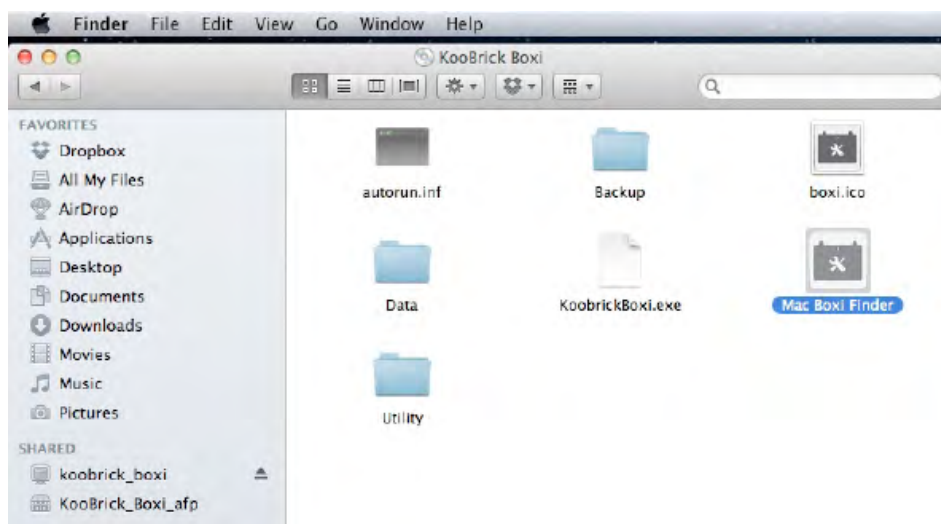 Finder File Edit View Go Window Help
KooBrick Boxi
FAVORITES
Dropbox
All My Files
AirDrop
Applications
Desktop
Documents
Downloads
Movies
Music
Pictures
SHARED
koobrick_boxi
KooBrick_Boxi_afp
autorun.inf Backup boxi.ico
Data KoobrickBoxi.exe Mac Boxi Finder
Utility